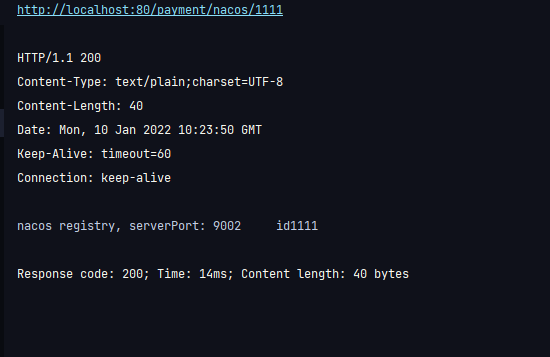 http://localhost:80/payment/nacos/1111
HTTP/1.1 200
Content-Type: text/plain;charset=UTF-8
Content-Length: 40
Date: Mon, 10 Jan 2022 10:23:50 GMT
Keep-Alive: timeout=60
Connection: keep-alive
nacos registry, serverPort: 9002     id1111
Response code: 200; Time: 14ms; Content length: 40 bytes